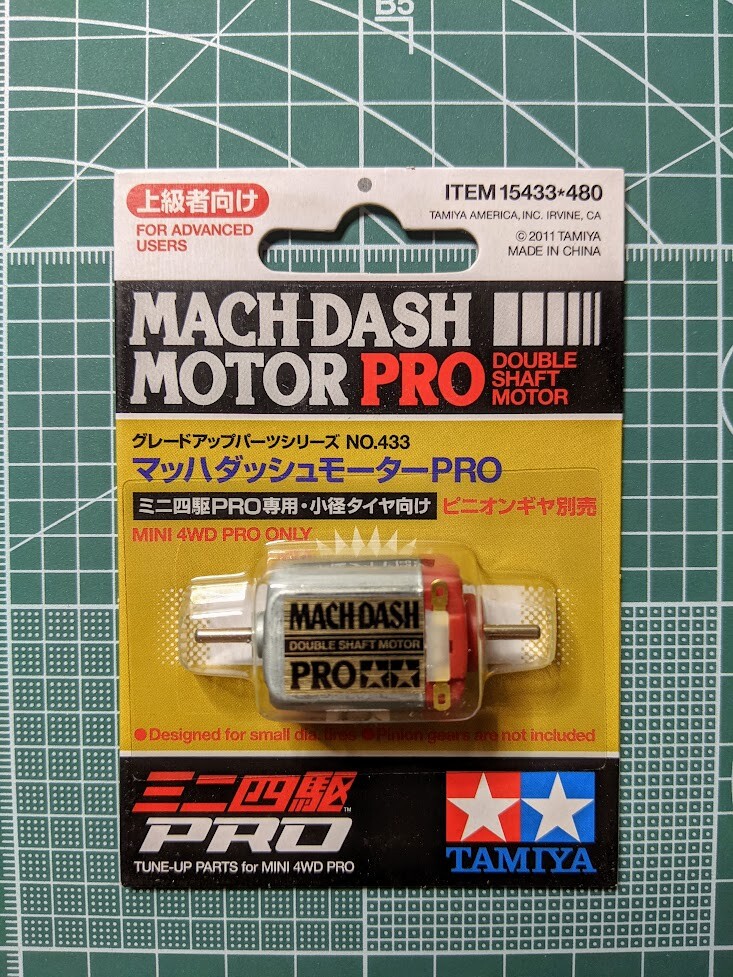 B5
上級者向け
FOR ADVANCED
USERS
ITEM 15433*480
TAMIYA AMERICA, INC. IRVINE, CA
© 2011 TAMIYA
MADE IN CHINA
MACH-DASH
MOTOR PRO
DOUBLE
SHAFT
MOTOR
グレードアップパーツシリーズ NO.433
マッハダッシュモーターPRO
ミニ四駆PRO専用・小径タイヤ向け ピニオンギヤ別売
MINI 4WD PRO ONLY
MACH DASH
DOUBLE SHAFT MOTOR
PRO
●Designed for small dia. tires ●Pinion gears are not included
ミニ四駆
TM
PRO
TUNE-UP PARTS for MINI 4WD PRO
TAMIYA